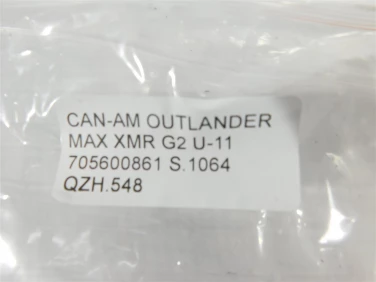 CAN-AM OUTLANDER
MAX XMR G2 U-11
705600861 S.1064
QZH.548